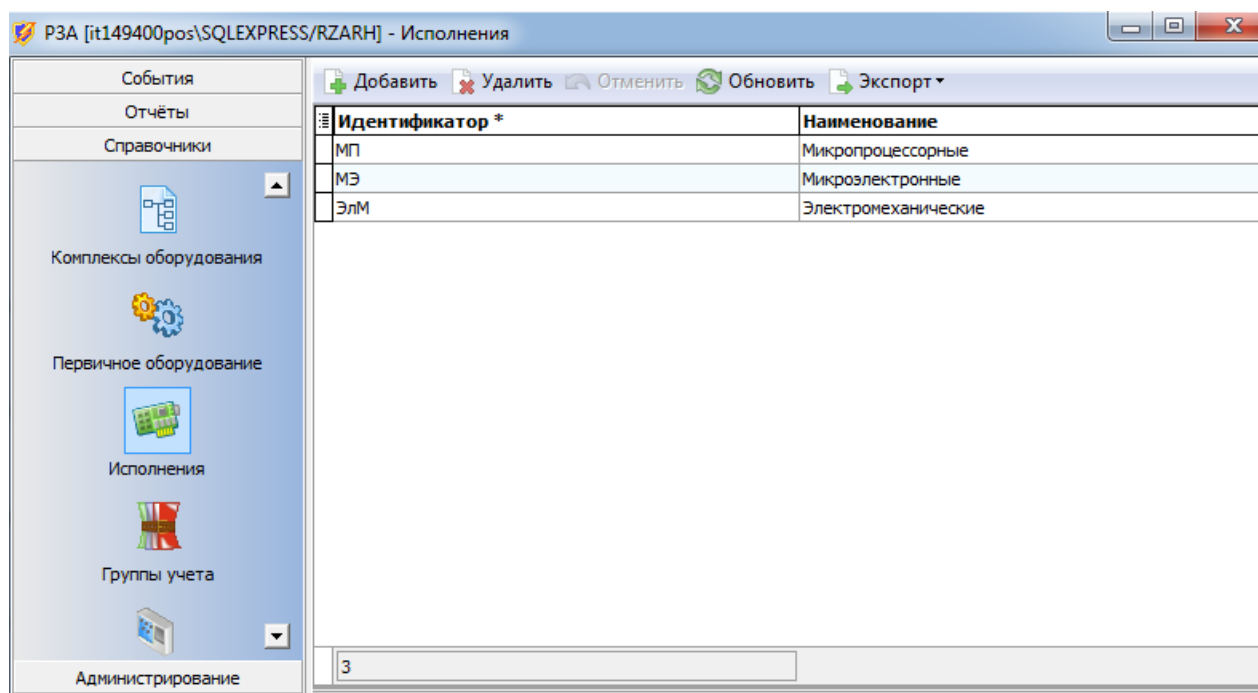 РЗА [it149400pos\SQLEXPRESS/RZARH] - Исполнения
События
Отчёты
Справочники
Комплексы оборудования
Первичное оборудование
Исполнения
Группы учета
Администрирование
Добавить Удалить Отменить Обновить Экспорт
Идентификатор * Наименование
МП Микропроцессорные
МЭ Микроэлектронные
ЭлМ Электромеханические
3